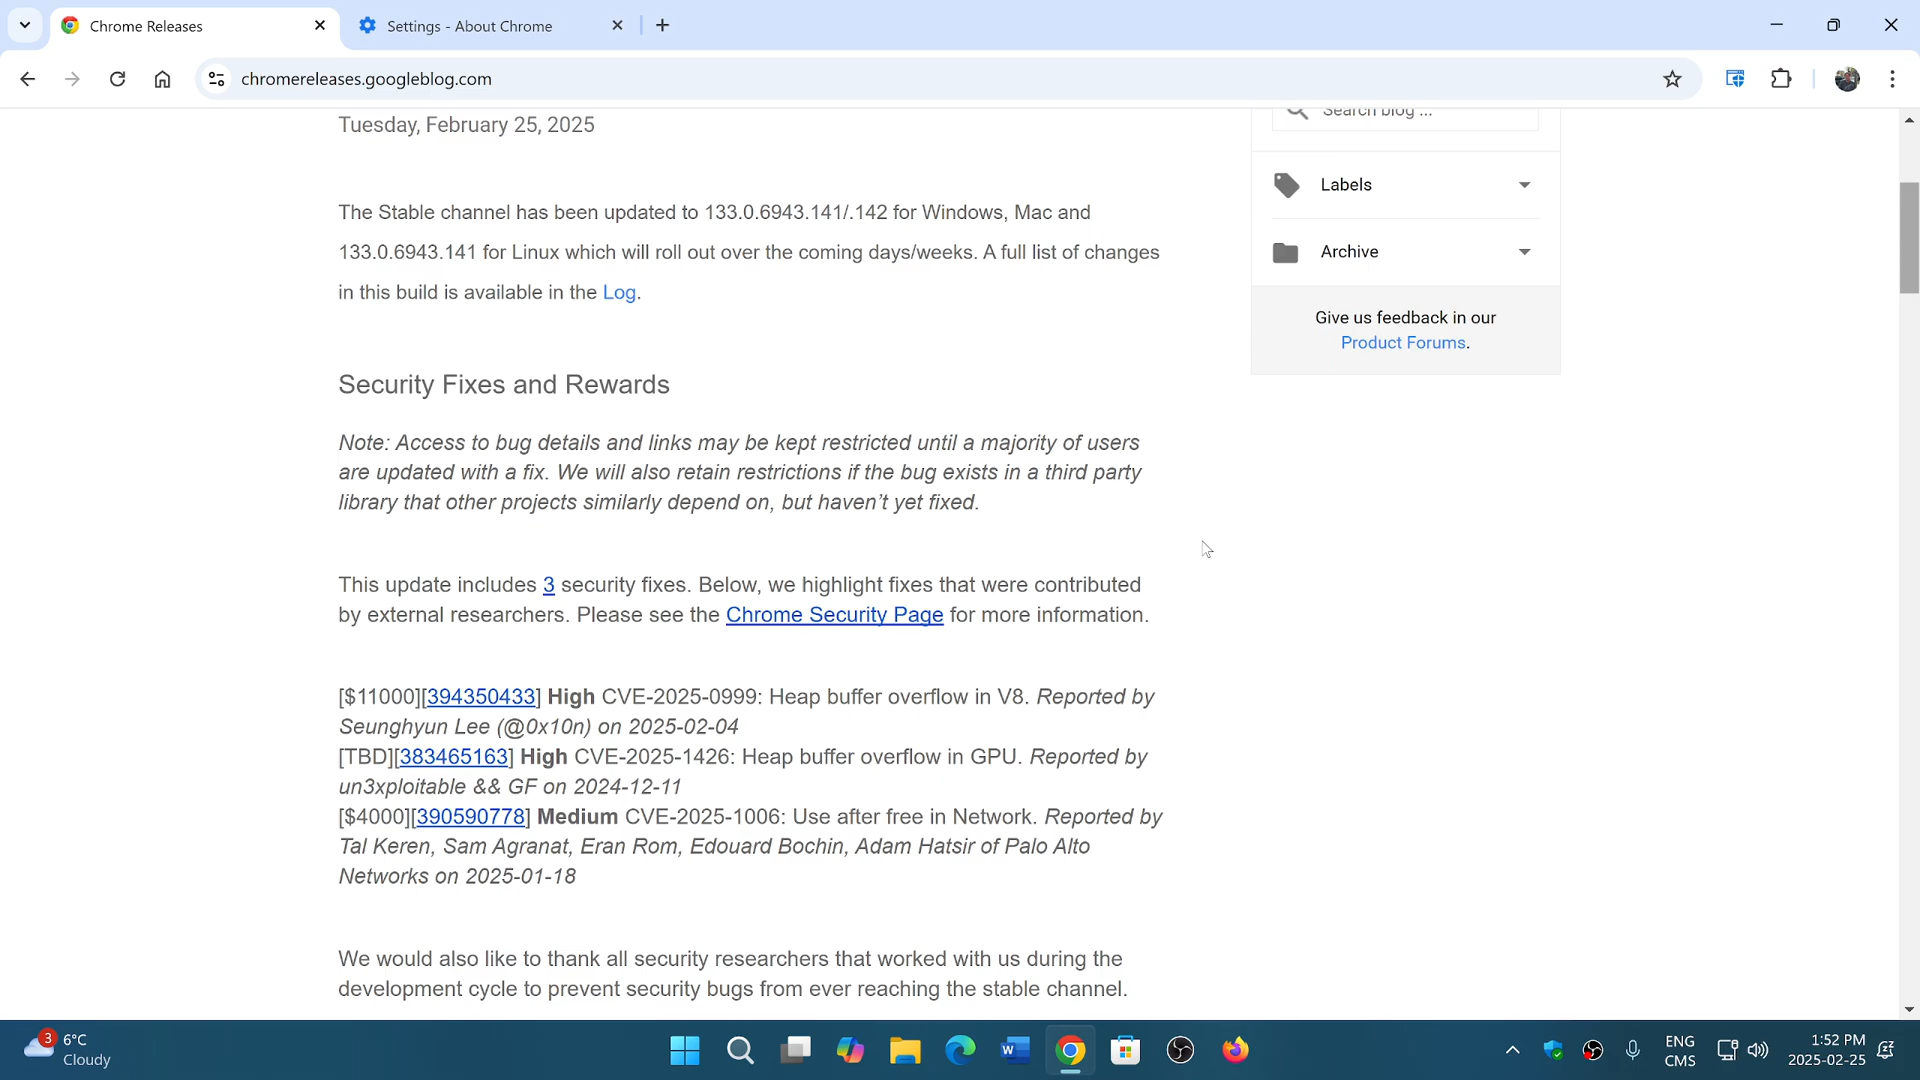 Chrome Releases
Settings - About Chrome
chromereleases.googleblog.com
Tuesday, February 25, 2025
Search blog ...
The Stable channel has been updated to 133.0.6943.141/.142 for Windows, Mac and
133.0.6943.141 for Linux which will roll out over the coming days/weeks. A full list of changes
in this build is available in the Log.
Labels
Archive
Give us feedback in our
Product Forums.
Security Fixes and Rewards
Note: Access to bug details and links may be kept restricted until a majority of users
are updated with a fix. We will also retain restrictions if the bug exists in a third party
library that other projects similarly depend on, but haven’t yet fixed.
This update includes 3 security fixes. Below, we highlight fixes that were contributed
by external researchers. Please see the Chrome Security Page for more information.
[$11000][394350433] High CVE-2025-0999: Heap buffer overflow in V8. Reported by
Seunghyun Lee (@0x10n) on 2025-02-04
[TBD][383465163] High CVE-2025-1426: Heap buffer overflow in GPU. Reported by
un3xploitable && GF on 2024-12-11
[$4000][390590778] Medium CVE-2025-1006: Use after free in Network. Reported by
Tal Keren, Sam Agranat, Eran Rom, Edouard Bochin, Adam Hatsir of Palo Alto
Networks on 2025-01-18
We would also like to thank all security researchers that worked with us during the
development cycle to prevent security bugs from ever reaching the stable channel.
3
6°C
Cloudy
W
ENG
CMS
1:52 PM
2025-02-25